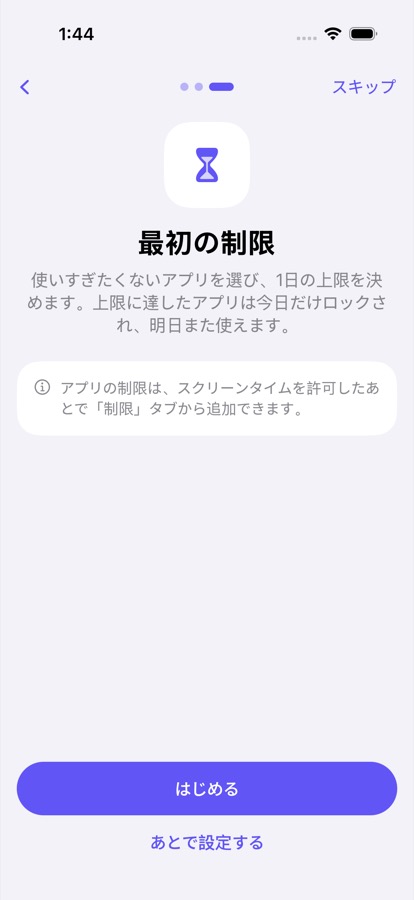 1:44
スキップ
最初の制限
使いすぎたくないアプリを選び、1日の上限を決
めます。上限に達したアプリは今日だけロックさ
れ、明日また使えます。
アプリの制限は、スクリーンタイムを許可したあ
とで「制限」タブから追加できます。
はじめる
あとで設定する